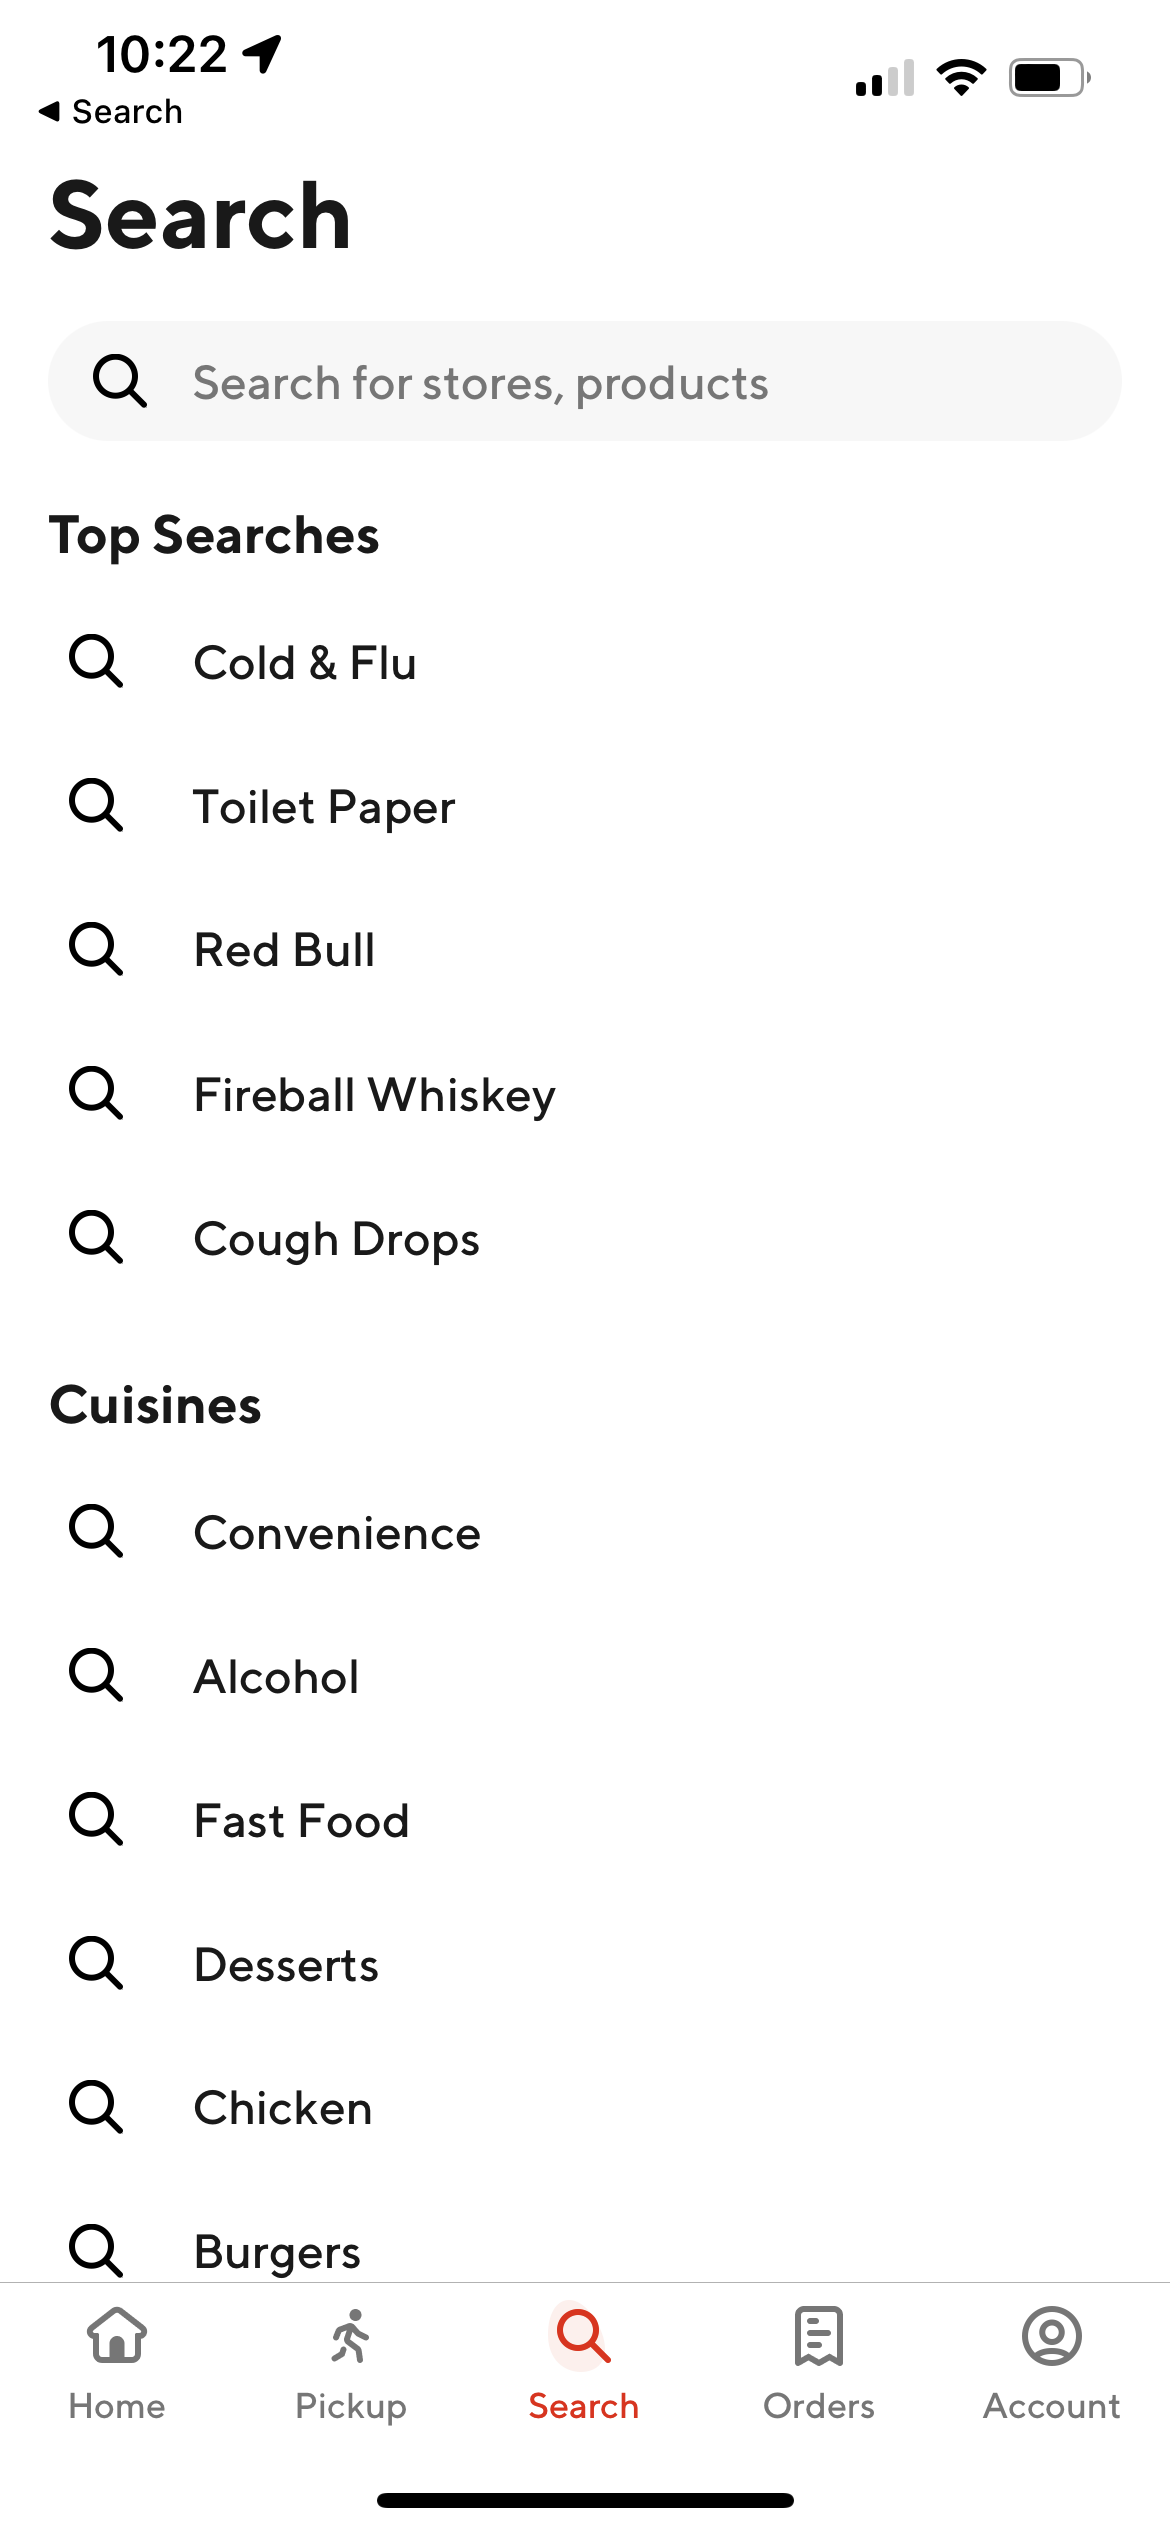 10:22
Search
Search
Search for stores, products
Top Searches
Cold & Flu
Toilet Paper
Red Bull
Fireball Whiskey
Cough Drops
Cuisines
Convenience
Alcohol
Fast Food
Desserts
Chicken
Burgers
Home Pickup Search Orders Account